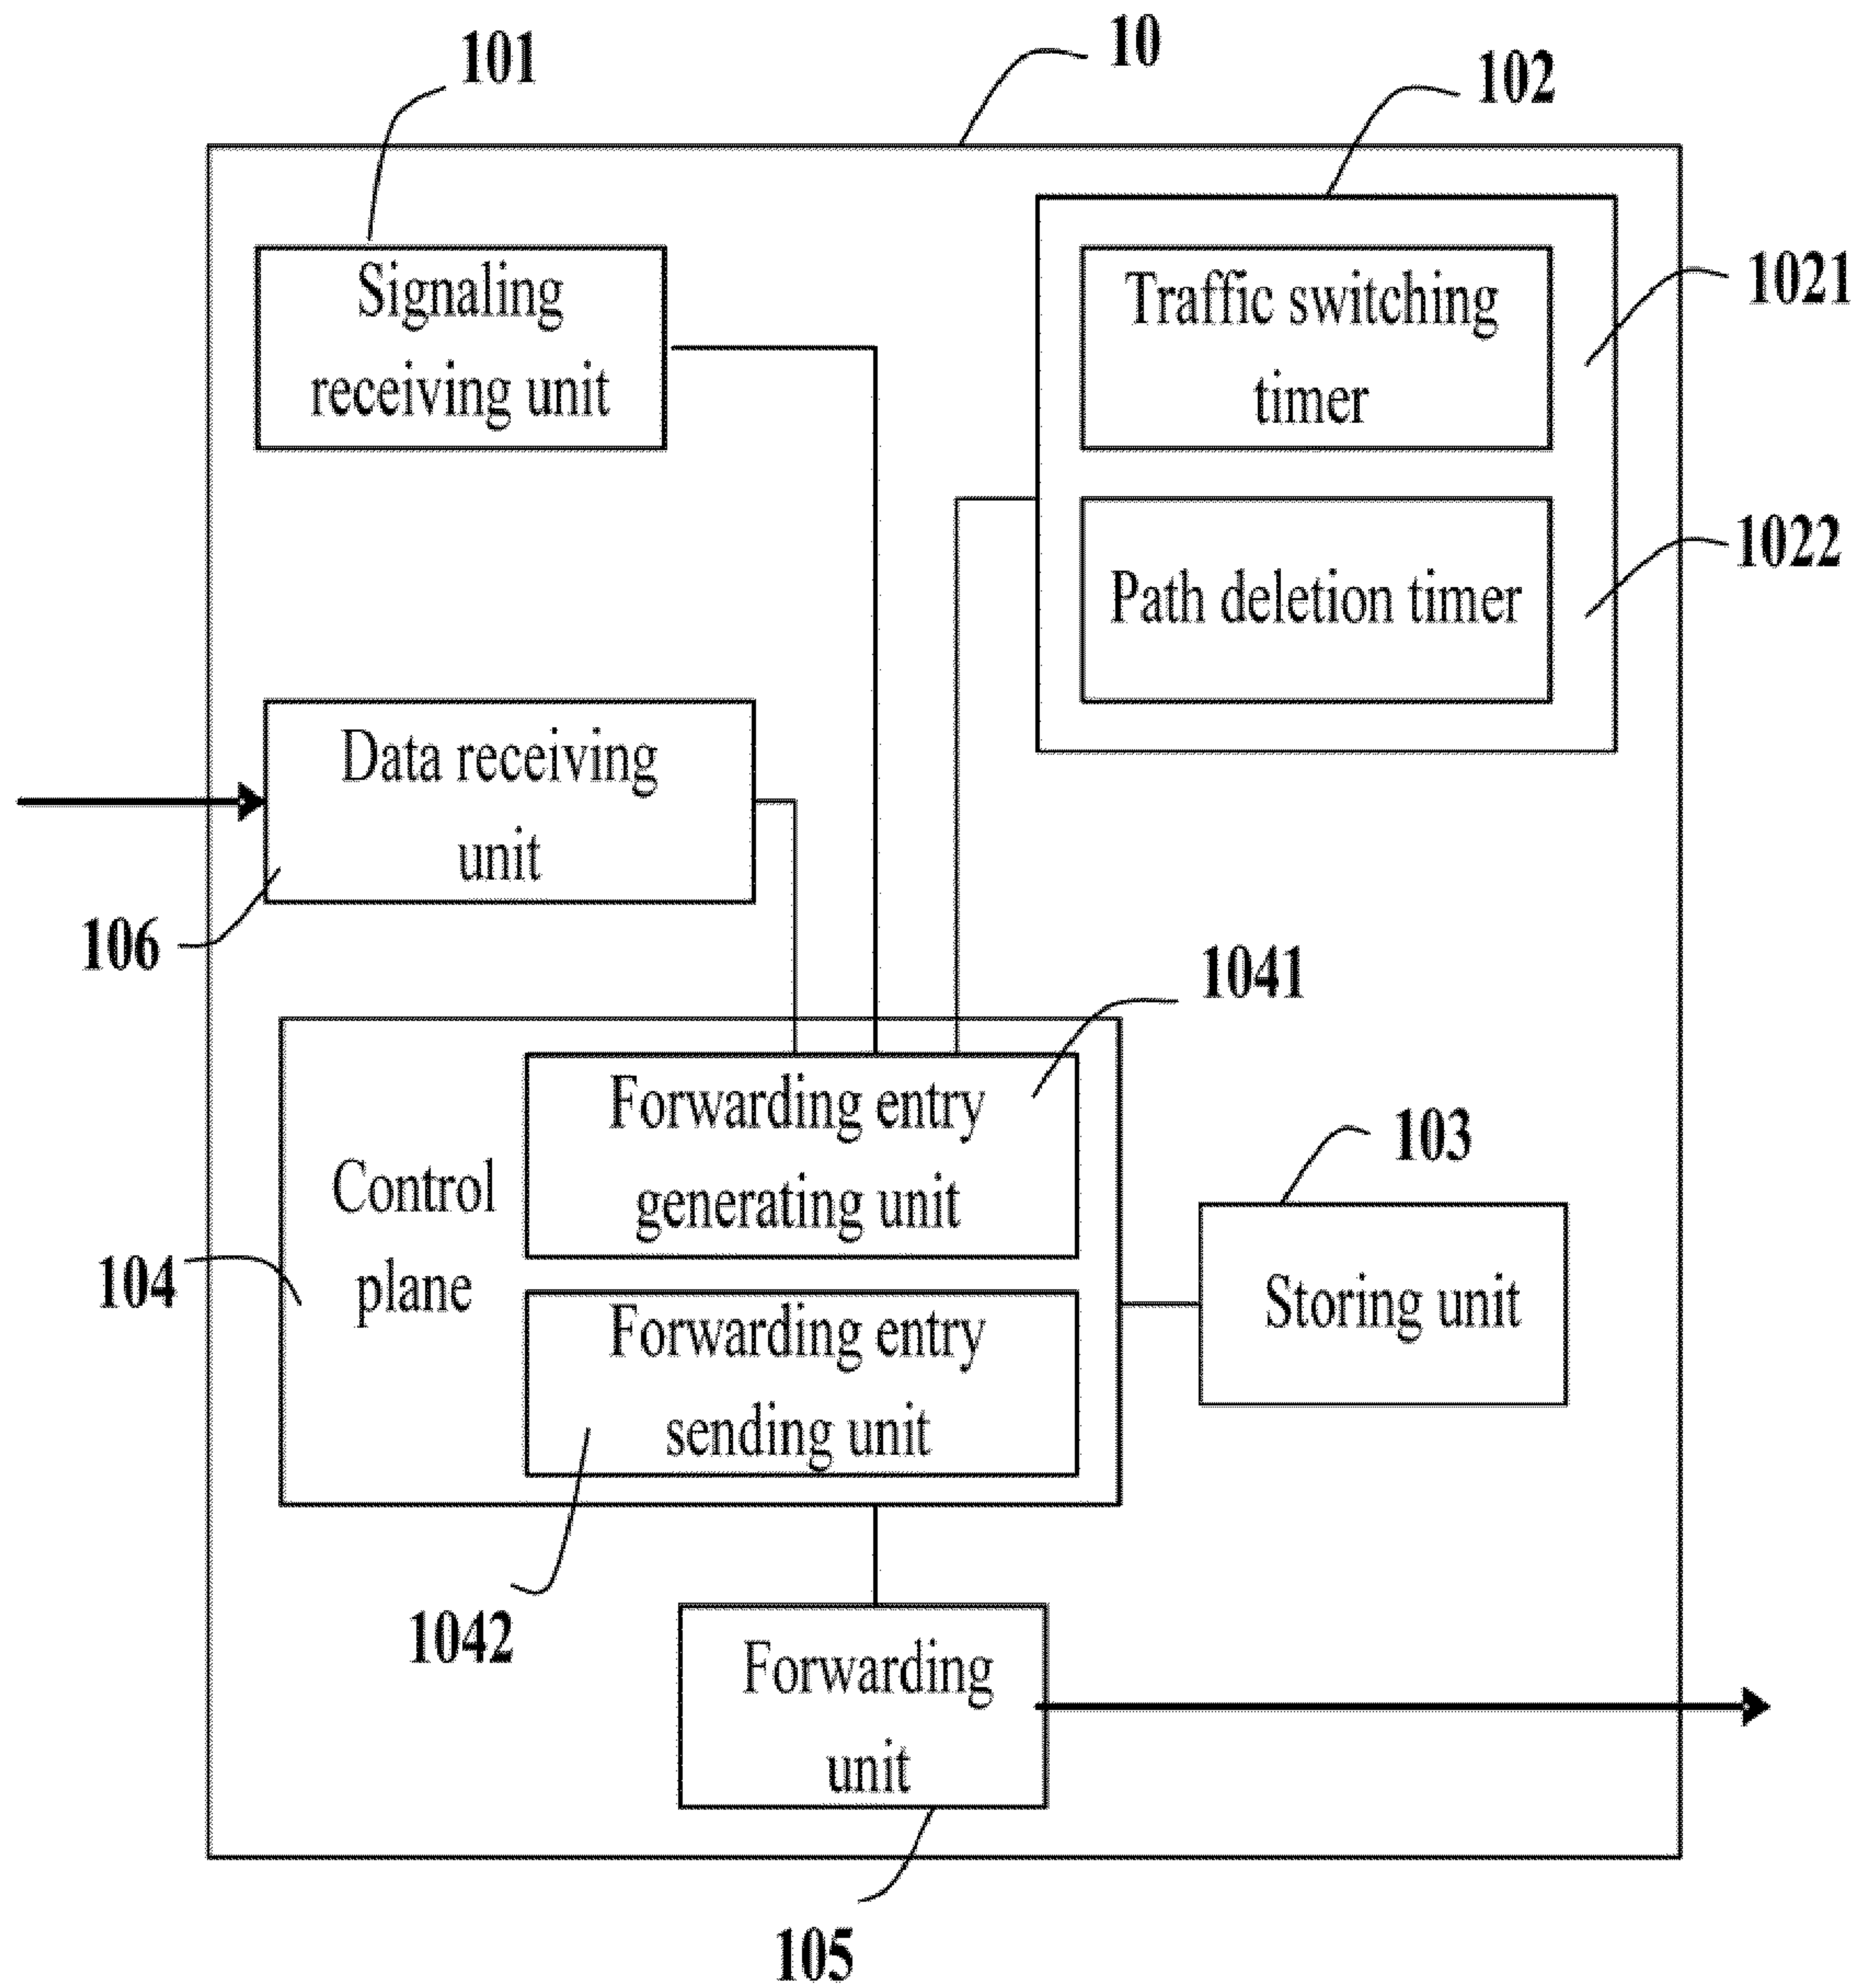 10
101
102
Signaling
receiving unit
Traffic switching
timer
1021
Path deletion timer
1022
Data receiving
unit
106
1041
Forwarding entry
generating unit
103
Control
plane
104
Storing unit
Forwarding entry
sending unit
1042
Forwarding
unit
105